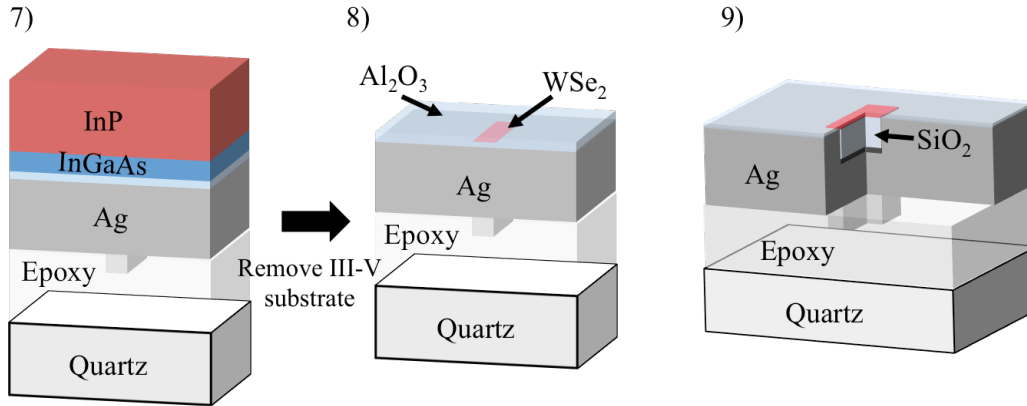 7)
InP
InGaAs
Ag
Epoxy
Quartz
Remove III-V
substrate
8)
Al₂O₃
WSe₂
Ag
Epoxy
Quartz
9)
SiO₂
Ag
Epoxy
Quartz